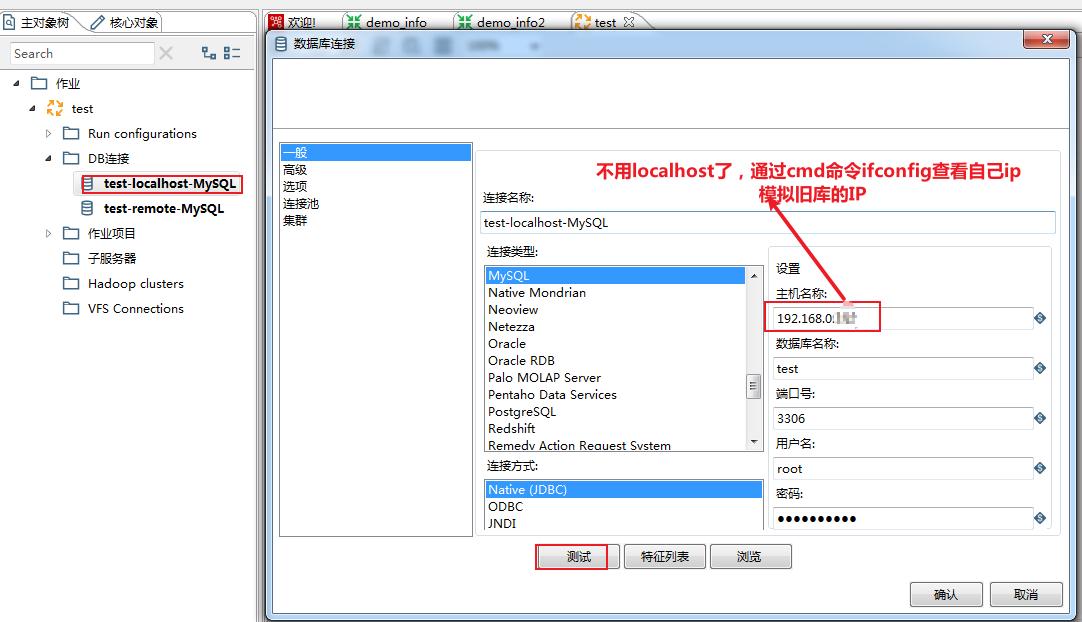 主对象树
核心对象
欢迎!
demo_info
demo_info2
test
Search
数据库连接
100%
作业
test
Run configurations
DB连接
test-localhost-MySQL
test-remote-MySQL
作业项目
子服务器
Hadoop clusters
VFS Connections
一般
高级
选项
连接池
集群
不用localhost了，通过cmd命令ifconfig查看自己ip
模拟旧库的IP
连接名称:
test-localhost-MySQL
连接类型:
MySQL
Native Mondrian
Neoview
Netezza
Oracle
Oracle RDB
Palo MOLAP Server
Pentaho Data Services
PostgreSQL
Redshift
Remedy Action Request System
连接方式:
Native (JDBC)
ODBC
JNDI
设置
主机名称:
192.168.0.
数据库名称:
test
端口号:
3306
用户名:
root
密码:
●●●●●●●●●●
测试
特征列表
浏览
确认
取消